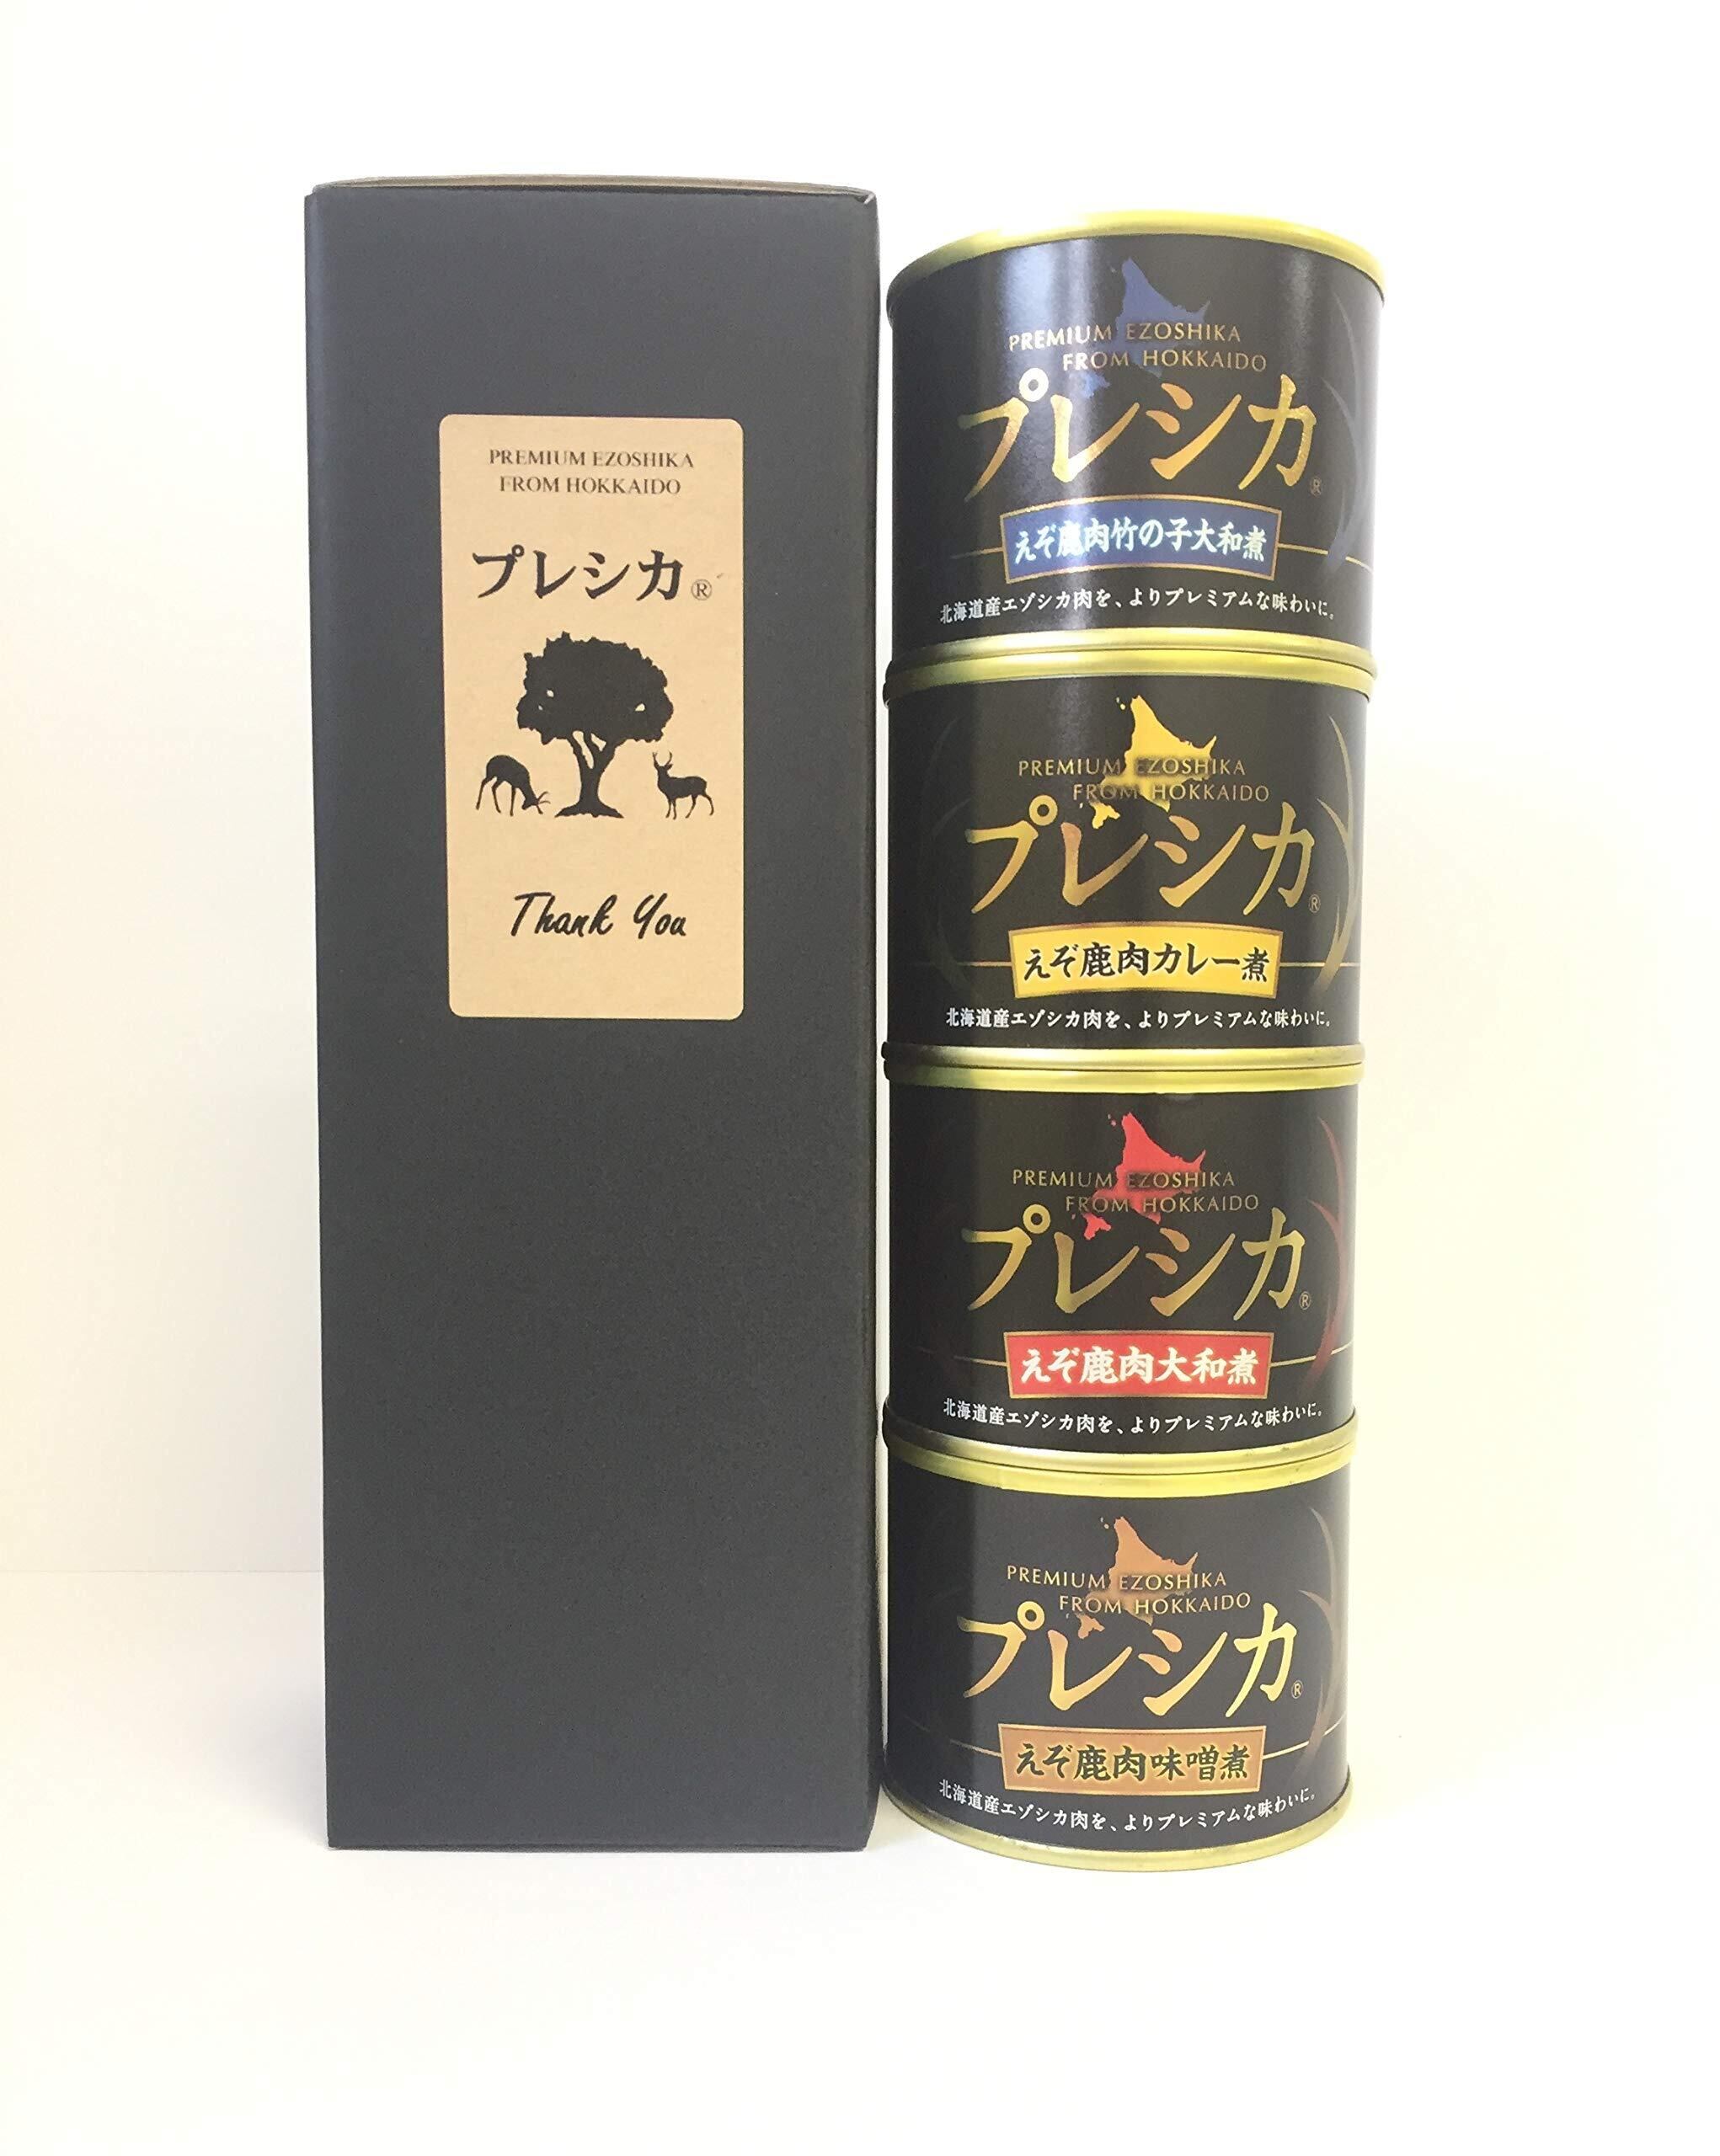 PREMIUM EZOSHIKA
FROM HOKKAIDO
プレシカ®
Thank You
PREMIUM EZOSHIKA
FROM HOKKAIDO
プレシカ®
えぞ鹿肉竹の子大和煮
北海道産エゾシカ肉を、よりプレミアムな味わいに。
PREMIUM EZOSHIKA
FROM HOKKAIDO
プレシカ®
えぞ鹿肉カレー煮
北海道産エゾシカ肉を、よりプレミアムな味わいに。
PREMIUM EZOSHIKA
FROM HOKKAIDO
プレシカ®
えぞ鹿肉大和煮
北海道産エゾシカ肉を、よりプレミアムな味わいに。
PREMIUM EZOSHIKA
FROM HOKKAIDO
プレシカ®
えぞ鹿肉味噌煮
北海道産エゾシカ肉を、よりプレミアムな味わいに。